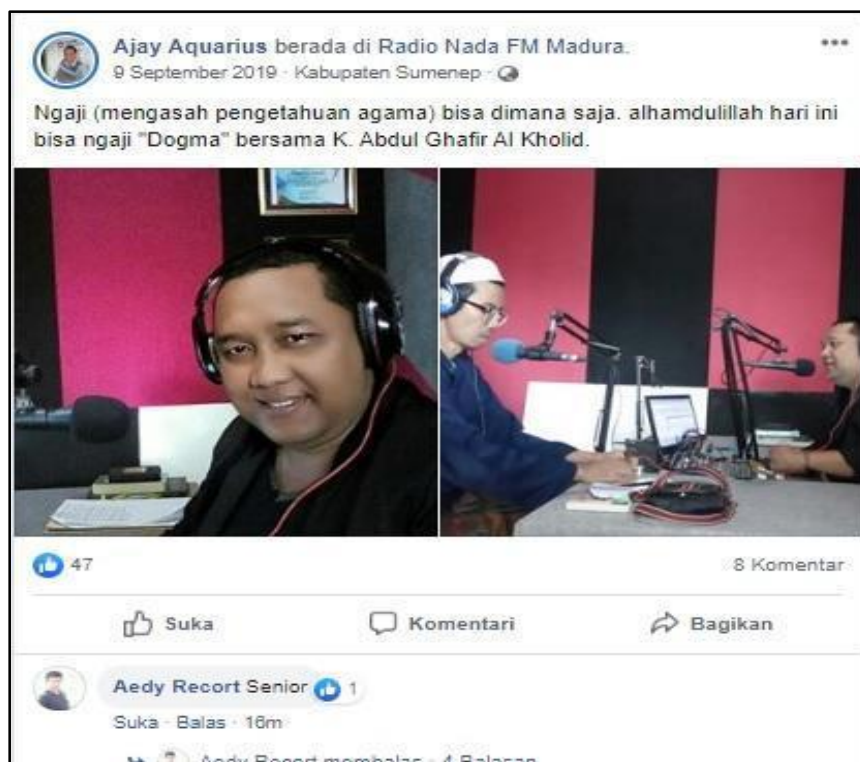 Ajay Aquarius berada di Radio Nada FM Madura.
9 September 2019 · Kabupaten Sumenep ·
Ngaji (mengasah pengetahuan agama) bisa dimana saja. alhamdulillah hari ini
bisa ngaji "Dogma" bersama K. Abdul Ghafir Al Kholid.
47
8 Komentar
Suka
Komentari
Bagikan
Aedy Recort Senior 1
Suka · Balas · 16m
Aedy Recort membalas · 4 Balasan